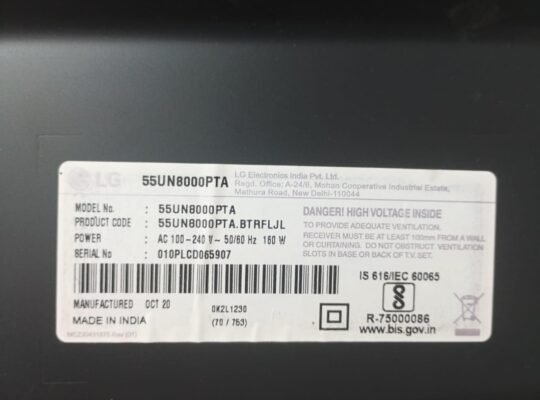 LG 55UN8000PTA LG Electronics India Pvt. Ltd.
Regd. Office: A-24/6, Mohan Cooperative Industrial Estate,
Mathura Road, New Delhi-110044
MODEL No. : 55UN8000PTA
PRODUCT CODE : 55UN8000PTA.BTRFLJL
POWER : AC 100-240 V~ 50/60 Hz 160 W
SERIAL No : 010PLCD065907
DANGER! HIGH VOLTAGE INSIDE
TO PROVIDE ADEQUATE VENTILATION,
RECEIVER MUST BE AT LEAST 100mm FROM A WALL
OR CURTAINING. DO NOT OBSTRUCT VENTILATION
SLOTS IN BASE OR BACK OF T.V. SET.
IS 616/IEC 60065
MANUFACTURED OCT 20
0K2L1230
MADE IN INDIA
(70 / 763)
R-75000086
www.bis.gov.in